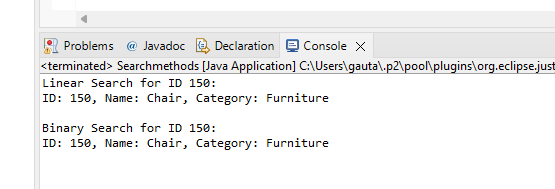 Problems @ Javadoc Declaration Console ×
<terminated> Searchmethods [Java Application] C:\Users\gauta\.p2\pool\plugins\org.eclipse.just
Linear Search for ID 150:
ID: 150, Name: Chair, Category: Furniture
Binary Search for ID 150:
ID: 150, Name: Chair, Category: Furniture